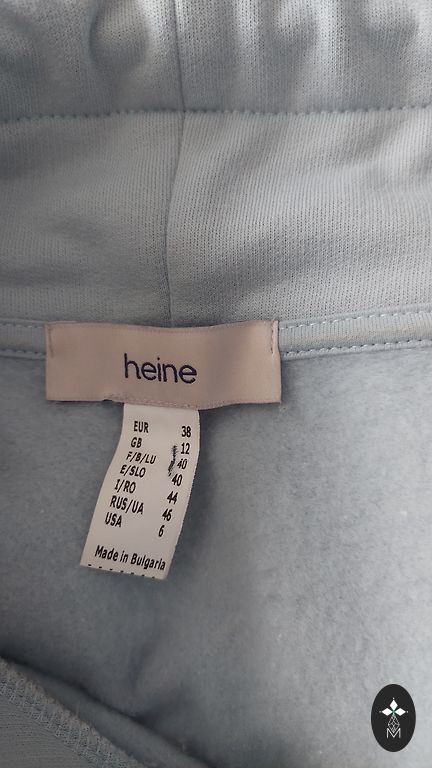 heine
EUR 38
GB 12
F/B/LU 40
E/SLO 40
I/RO 44
RUS/UA 46
USA 6
Made in Bulgaria
M